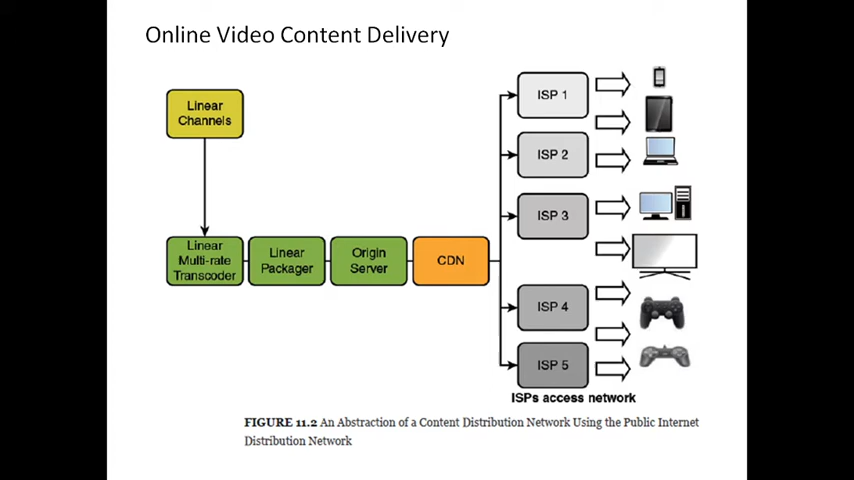 Online Video Content Delivery
Linear
Channels
ISP 1
ISP 2
ISP 3
Linear
Multi-rate
Transcoder
Linear
Packager
Origin
Server
CDN
ISP 4
ISP 5
ISPs access network
FIGURE 11.2 An Abstraction of a Content Distribution Network Using the Public Internet
Distribution Network